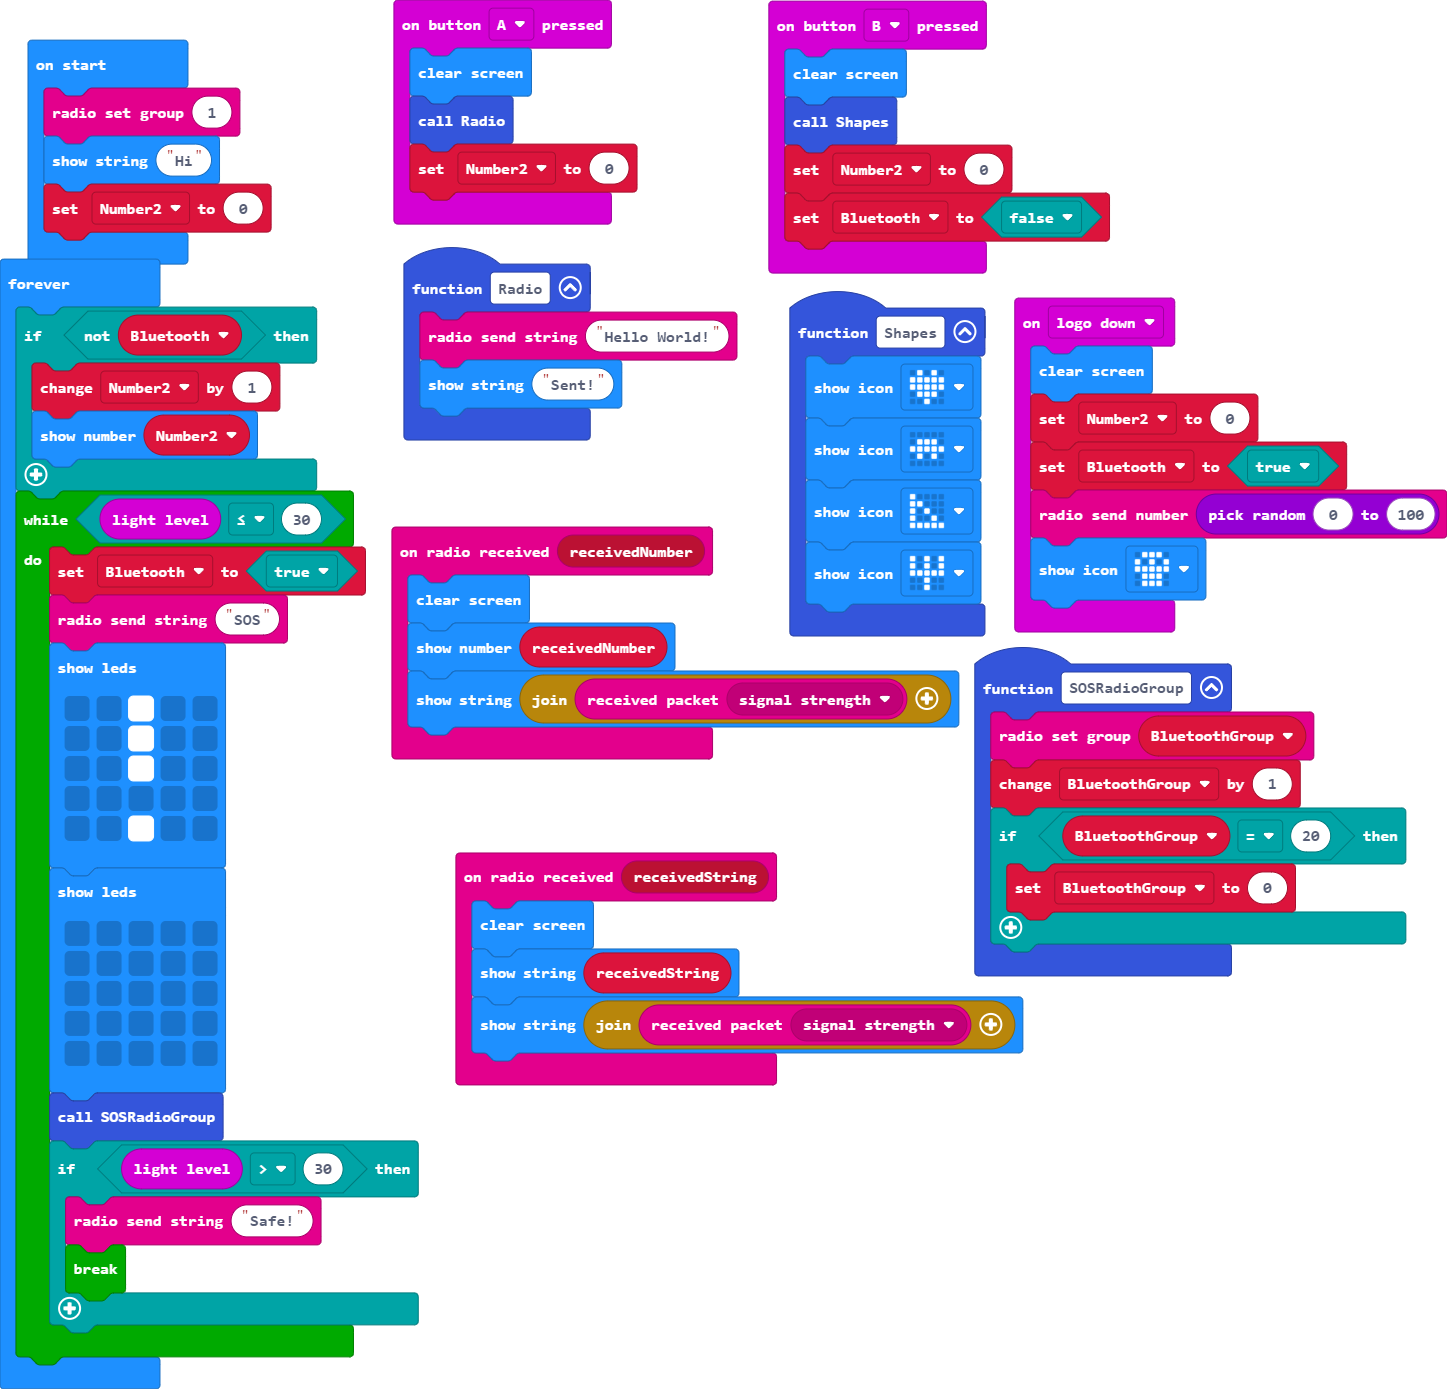 on start
radio set group 1
show string "Hi"
set Number2 to 0
forever
if not Bluetooth then
change Number2 by 1
show number Number2
while light level ≤ 30
do set Bluetooth to true
radio send string "SOS"
show leds
show leds
call SOSRadioGroup
if light level > 30 then
radio send string "Safe!"
break
on button A pressed
clear screen
call Radio
set Number2 to 0
function Radio
radio send string "Hello World!"
show string "Sent!"
on radio received receivedNumber
clear screen
show number receivedNumber
show string join received packet signal strength
on radio received receivedString
clear screen
show string receivedString
show string join received packet signal strength
on button B pressed
clear screen
call Shapes
set Number2 to 0
set Bluetooth to false
function Shapes
show icon
show icon
show icon
show icon
on logo down
clear screen
set Number2 to 0
set Bluetooth to true
radio send number pick random 0 to 100
show icon
function SOSRadioGroup
radio set group BluetoothGroup
change BluetoothGroup by 1
if BluetoothGroup = 20 then
set BluetoothGroup to 0